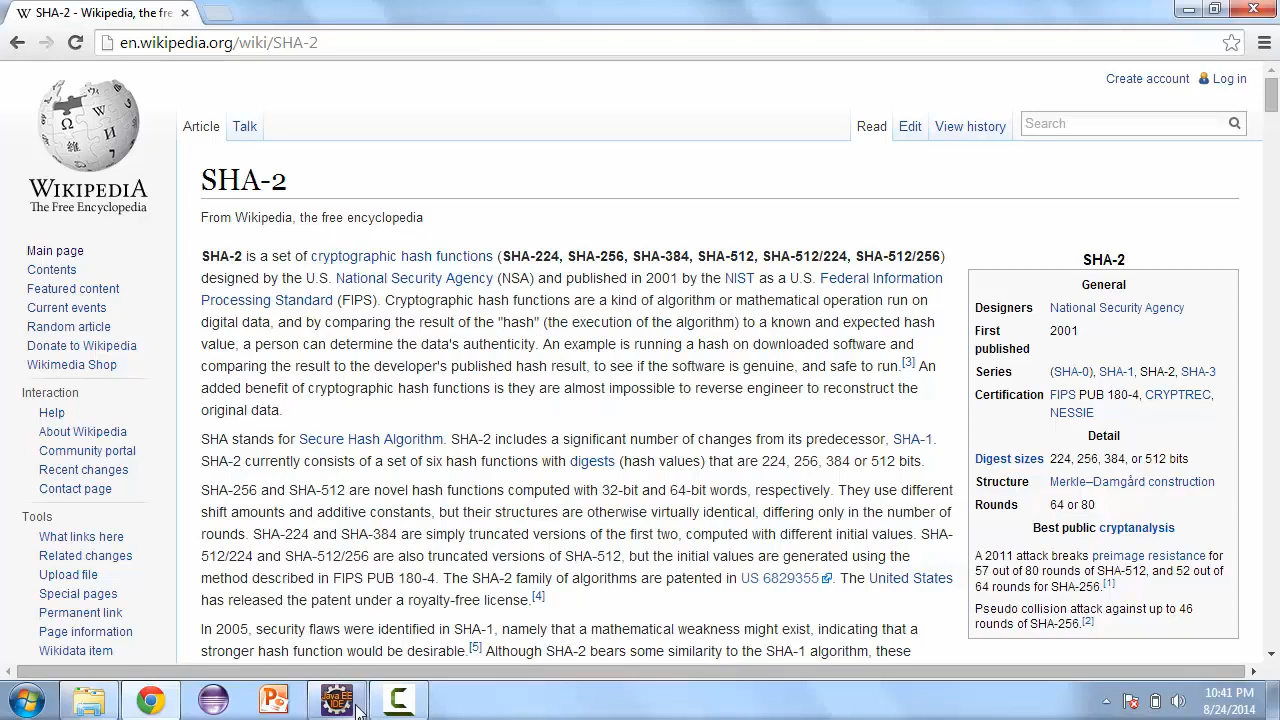 SHA-2 - Wikipedia, the fre
en.wikipedia.org/wiki/SHA-2
Create account Log in
Article Talk Read Edit View history Search
WIKIPEDIA
The Free Encyclopedia
Main page
Contents
Featured content
Current events
Random article
Donate to Wikipedia
Wikimedia Shop
Interaction
Help
About Wikipedia
Community portal
Recent changes
Contact page
Tools
What links here
Related changes
Upload file
Special pages
Permanent link
Page information
Wikidata item
SHA-2
From Wikipedia, the free encyclopedia
SHA-2 is a set of cryptographic hash functions (SHA-224, SHA-256, SHA-384, SHA-512, SHA-512/224, SHA-512/256)
designed by the U.S. National Security Agency (NSA) and published in 2001 by the NIST as a U.S. Federal Information
Processing Standard (FIPS). Cryptographic hash functions are a kind of algorithm or mathematical operation run on
digital data, and by comparing the result of the "hash" (the execution of the algorithm) to a known and expected hash
value, a person can determine the data's authenticity. An example is running a hash on downloaded software and
comparing the result to the developer's published hash result, to see if the software is genuine, and safe to run.[3] An
added benefit of cryptographic hash functions is they are almost impossible to reverse engineer to reconstruct the
original data.
SHA stands for Secure Hash Algorithm. SHA-2 includes a significant number of changes from its predecessor, SHA-1.
SHA-2 currently consists of a set of six hash functions with digests (hash values) that are 224, 256, 384 or 512 bits.
SHA-256 and SHA-512 are novel hash functions computed with 32-bit and 64-bit words, respectively. They use different
shift amounts and additive constants, but their structures are otherwise virtually identical, differing only in the number of
rounds. SHA-224 and SHA-384 are simply truncated versions of the first two, computed with different initial values. SHA-
512/224 and SHA-512/256 are also truncated versions of SHA-512, but the initial values are generated using the
method described in FIPS PUB 180-4. The SHA-2 family of algorithms are patented in US 6829355. The United States
has released the patent under a royalty-free license.[4]
In 2005, security flaws were identified in SHA-1, namely that a mathematical weakness might exist, indicating that a
stronger hash function would be desirable.[5] Although SHA-2 bears some similarity to the SHA-1 algorithm, these
SHA-2
General
Designers National Security Agency
First 2001
published
Series (SHA-0), SHA-1, SHA-2, SHA-3
Certification FIPS PUB 180-4, CRYPTREC,
NESSIE
Detail
Digest sizes 224, 256, 384, or 512 bits
Structure Merkle–Damgård construction
Rounds 64 or 80
Best public cryptanalysis
A 2011 attack breaks preimage resistance for
57 out of 80 rounds of SHA-512, and 52 out of
64 rounds for SHA-256.[1]
Pseudo collision attack against up to 46
rounds of SHA-256.[2]
Java EE
IDE
10:41 PM
8/24/2014